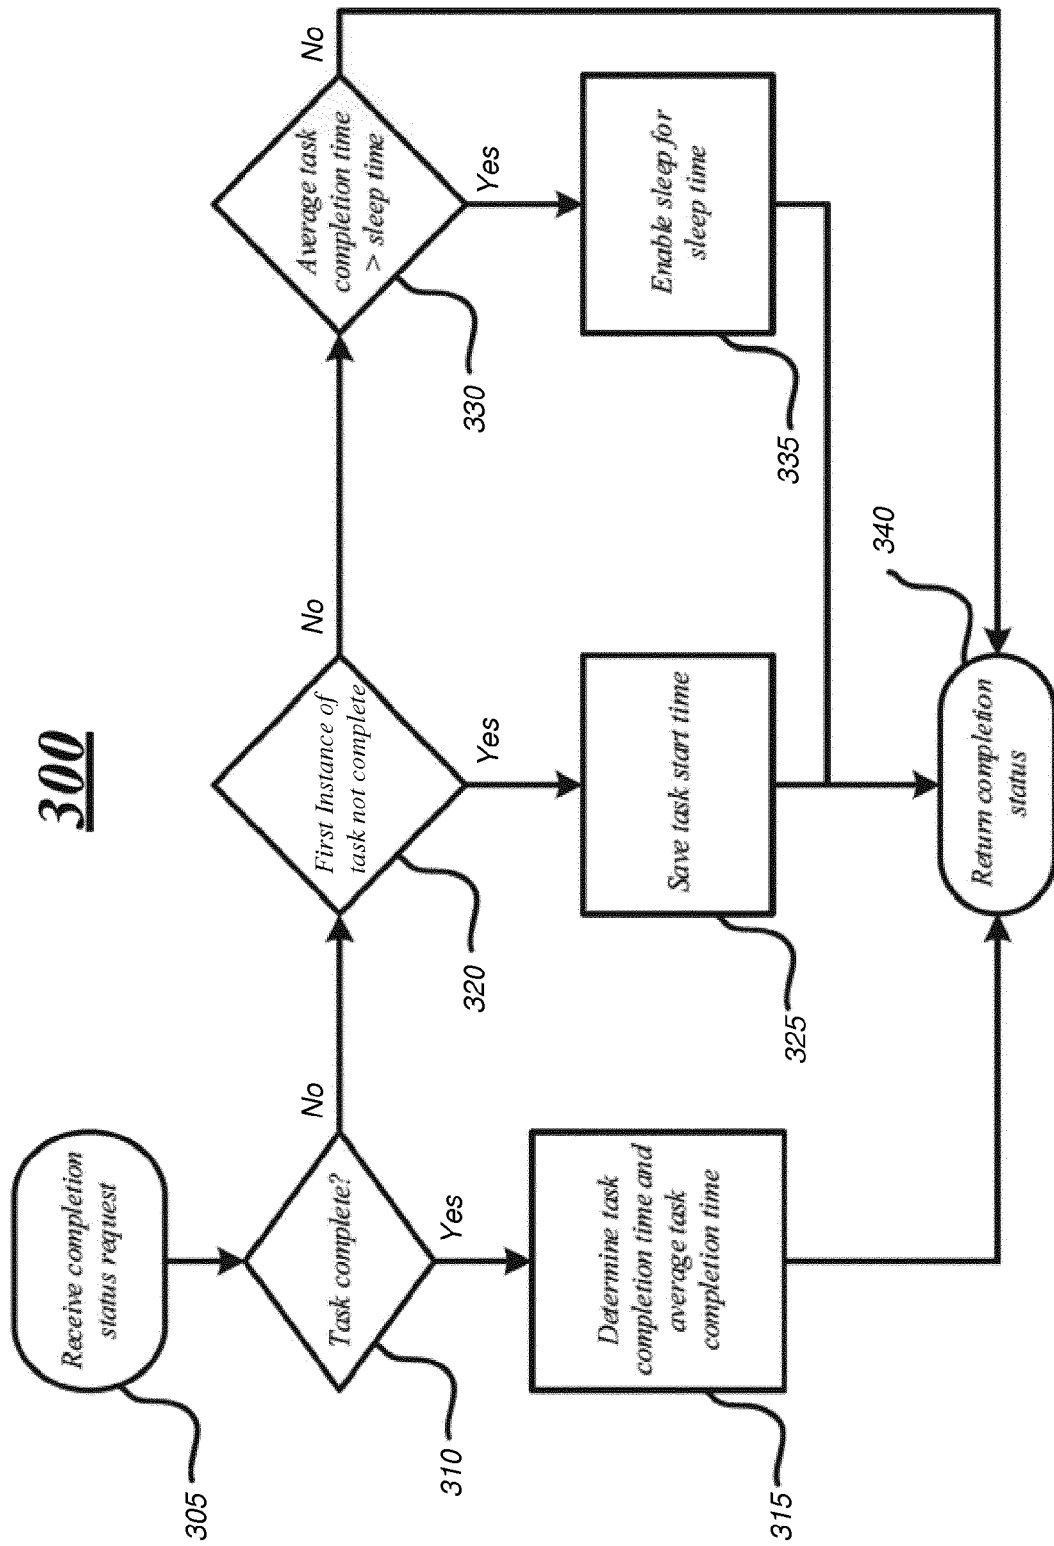 300
Receive completion
status request
305
Task complete?
310
No
Yes
Determine task
completion time and
average task
completion time
315
First Instance of
task not complete
320
No
Yes
Save task start time
325
Average task
completion time
> sleep time
330
No
Yes
Enable sleep for
sleep time
335
Return completion
status
340